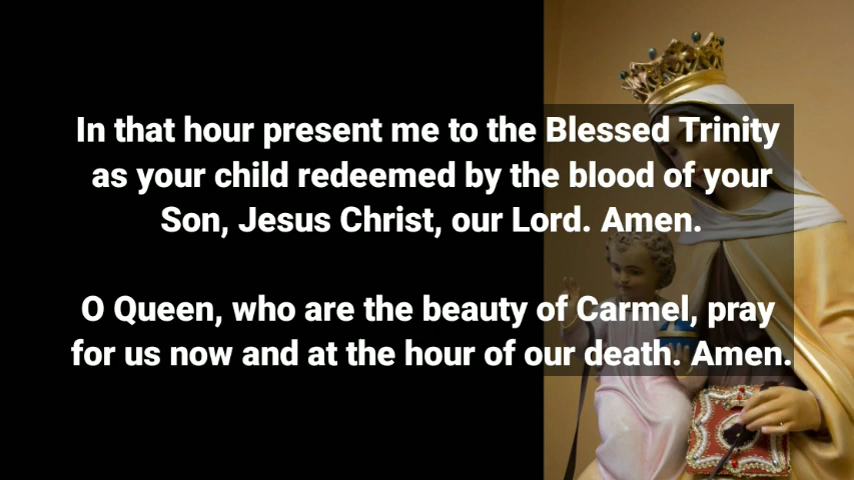 In that hour present me to the Blessed Trinity
as your child redeemed by the blood of your
Son, Jesus Christ, our Lord. Amen.
O Queen, who are the beauty of Carmel, pray
for us now and at the hour of our death. Amen.